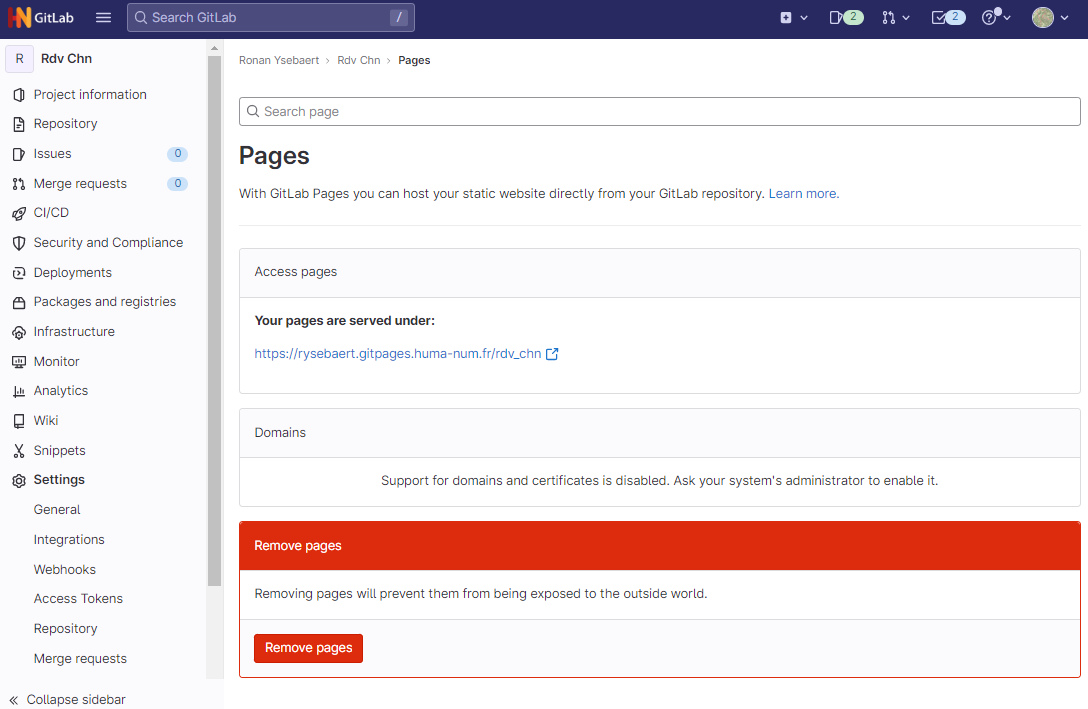 HN GitLab
Search GitLab /
2
2
R Rdv Chn
Project information
Repository
Issues 0
Merge requests 0
CI/CD
Security and Compliance
Deployments
Packages and registries
Infrastructure
Monitor
Analytics
Wiki
Snippets
Settings
General
Integrations
Webhooks
Access Tokens
Repository
Merge requests
Collapse sidebar
Ronan Ysebaert › Rdv Chn › Pages
Search page
Pages
With GitLab Pages you can host your static website directly from your GitLab repository. Learn more.
Access pages
Your pages are served under:
https://rysebaert.gitpages.huma-num.fr/rdv_chn
Domains
Support for domains and certificates is disabled. Ask your system's administrator to enable it.
Remove pages
Removing pages will prevent them from being exposed to the outside world.
Remove pages